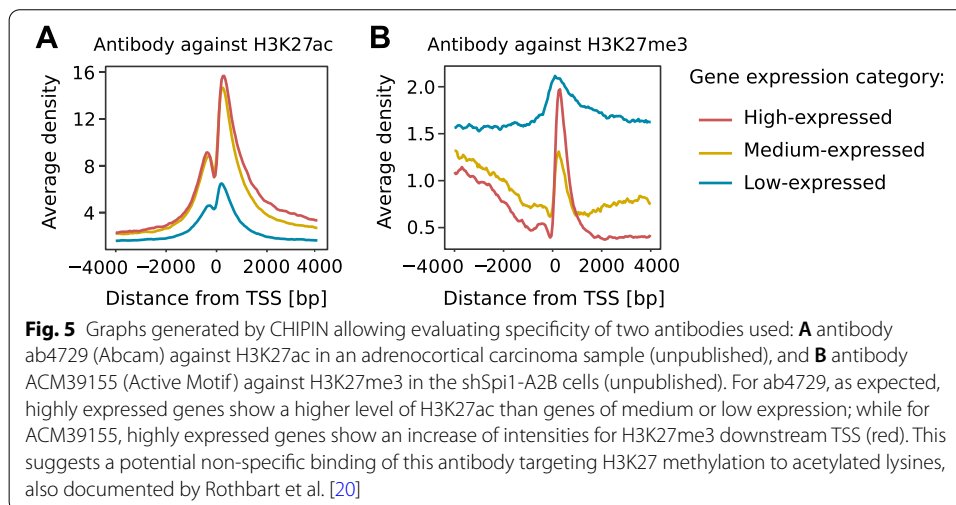 A Antibody against H3K27ac
Average density
16
12
8
4
−4000 −2000 0 2000 4000
Distance from TSS [bp]
B Antibody against H3K27me3
Average density
2.0
1.5
1.0
0.5
−4000 −2000 0 2000 4000
Distance from TSS [bp]
Gene expression category:
High-expressed
Medium-expressed
Low-expressed
Fig. 5 Graphs generated by CHIPIN allowing evaluating specificity of two antibodies used: A antibody
ab4729 (Abcam) against H3K27ac in an adrenocortical carcinoma sample (unpublished), and B antibody
ACM39155 (Active Motif) against H3K27me3 in the shSpi1-A2B cells (unpublished). For ab4729, as expected,
highly expressed genes show a higher level of H3K27ac than genes of medium or low expression; while for
ACM39155, highly expressed genes show an increase of intensities for H3K27me3 downstream TSS (red). This
suggests a potential non-specific binding of this antibody targeting H3K27 methylation to acetylated lysines,
also documented by Rothbart et al. [20]